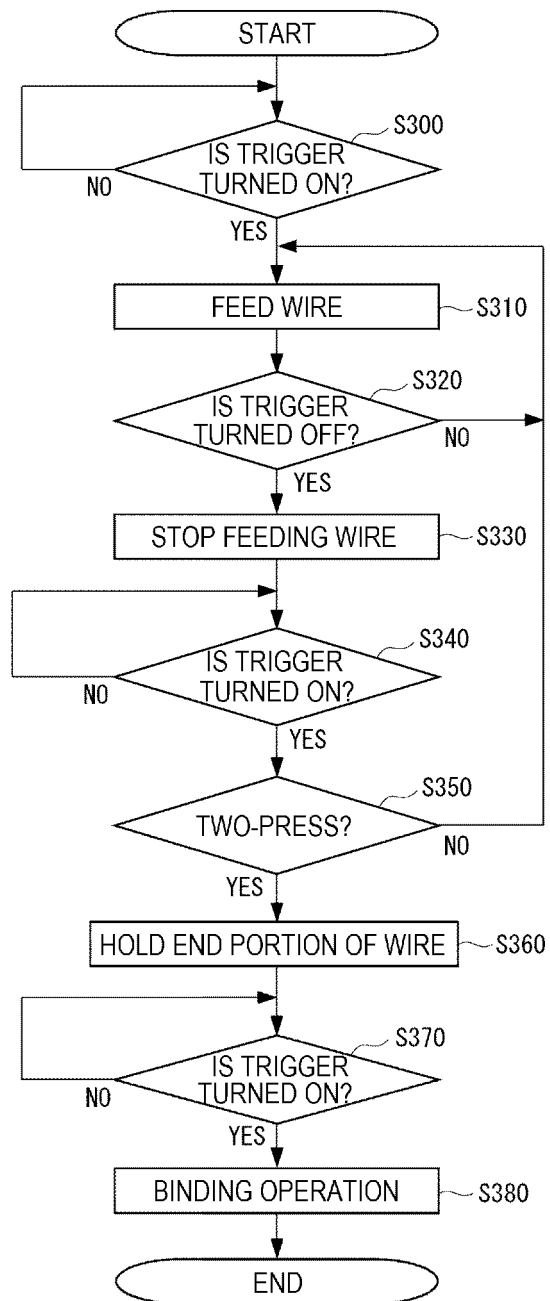 START
S300
IS TRIGGER
TURNED ON?
NO
YES
FEED WIRE
S310
S320
IS TRIGGER
TURNED OFF?
NO
YES
STOP FEEDING WIRE
S330
S340
IS TRIGGER
TURNED ON?
NO
YES
S350
TWO-PRESS?
NO
YES
HOLD END PORTION OF WIRE
S360
S370
IS TRIGGER
TURNED ON?
NO
YES
BINDING OPERATION
S380
END